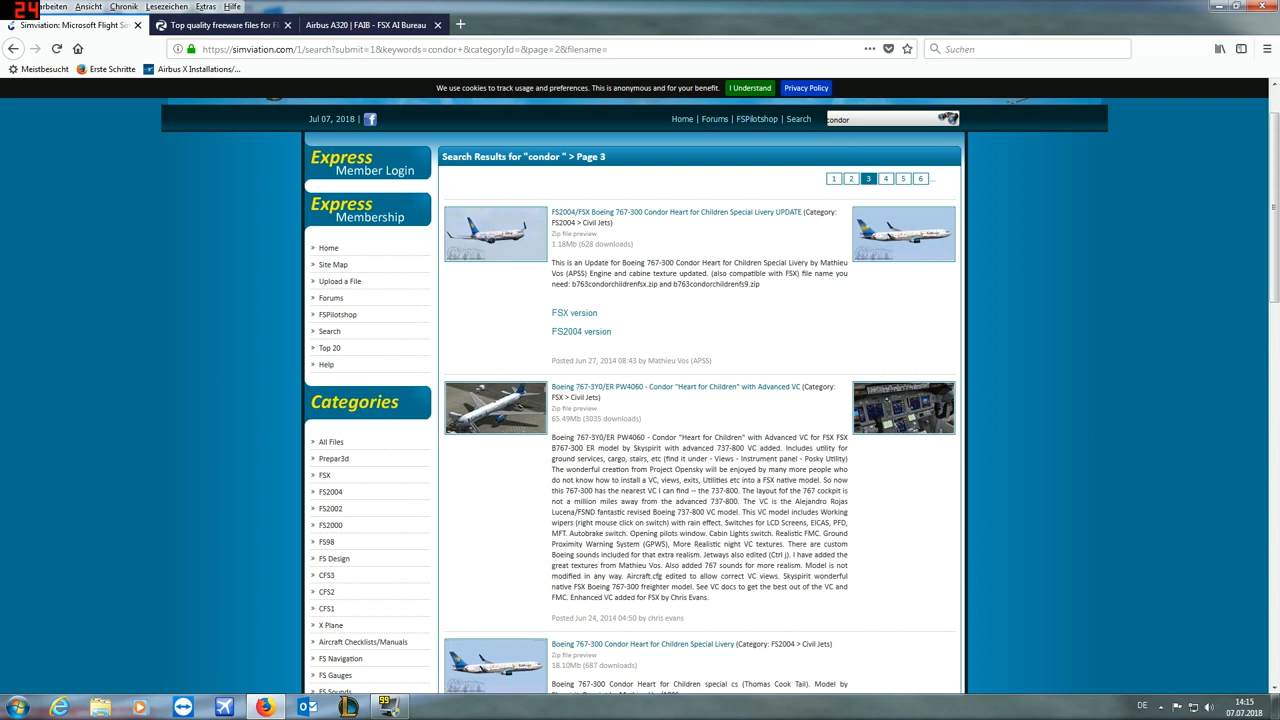 24
arbeiten Ansicht Chronik Lesezeichen Extras Hilfe
Simviation: Microsoft Flight Si
Top quality freeware files for F
Airbus A320 | FAIB - FSX AI Bureau
https://simviation.com/1/search?submit=1&keywords=condor+&categoryId=&page=2&filename=
Suchen
Meistbesucht Erste Schritte Airbus X Installations/...
We use cookies to track usage and preferences. This is anonymous and for your benefit. I Understand Privacy Policy
Jul 07, 2018 |
Home | Forums | FSPilotshop | Search
condor
Express
Member Login
Express
Membership
Home
Site Map
Upload a File
Forums
FSPilotshop
Search
Top 20
Help
Categories
All Files
Prepar3d
FSX
FS2004
FS2002
FS2000
FS98
FS Design
CFS3
CFS2
CFS1
X Plane
Aircraft Checklists/Manuals
FS Navigation
FS Gauges
FS Sounds
Search Results for "condor " > Page 3
1 2 3 4 5 6 ...
FS2004/FSX Boeing 767-300 Condor Heart for Children Special Livery UPDATE (Category:
FS2004 > Civil Jets)
Zip file preview
1.18Mb (628 downloads)
This is an Update for Boeing 767-300 Condor Heart for Children Special Livery by Mathieu
Vos (APSS) Engine and cabine texture updated. (also compatible with FSX) file name you
need: b763condorchildrenfsx.zip and b763condorchildrenfs9.zip
FSX version
FS2004 version
Posted Jun 27, 2014 08:43 by Mathieu Vos (APSS)
Boeing 767-3Y0/ER PW4060 - Condor "Heart for Children" with Advanced VC (Category:
FSX > Civil Jets)
Zip file preview
65.49Mb (3035 downloads)
Boeing 767-3Y0/ER PW4060 - Condor "Heart for Children" with Advanced VC for FSX FSX
B767-300 ER model by Skyspirit with advanced 737-800 VC added. Includes utility for
ground services, cargo, stairs, etc (find it under - Views - Instrument panel - Posky Utility)
The wonderful creation from Project Opensky will be enjoyed by many more people who
do not know how to install a VC, views, exits, Utilities etc into a FSX native model. So now
this 767-300 has the nearest VC I can find -- the 737-800. The layout fof the 767 cockpit is
not a million miles away from the advanced 737-800. The VC is the Alejandro Rojas
Lucena/FSND fantastic revised Boeing 737-800 VC model. This VC model includes Working
wipers (right mouse click on switch) with rain effect. Switches for LCD Screens, EICAS, PFD,
MFT. Autobrake switch. Opening pilots window. Cabin Lights switch. Realistic FMC. Ground
Proximity Warning System (GPWS), More Realistic night VC textures. There are custom
Boeing sounds included for that extra realism. Jetways also edited (Ctrl j). I have added the
great textures from Mathieu Vos. Also added 767 sounds for more realism. Model is not
modified in any way. Aircraft.cfg edited to allow correct VC views. Skyspirit wonderful
native FSX Boeing 767-300 freighter model. See VC docs to get the best out of the VC and
FMC. Enhanced VC added for FSX by Chris Evans.
Posted Jun 24, 2014 04:50 by chris evans
Boeing 767-300 Condor Heart for Children Special Livery (Category: FS2004 > Civil Jets)
Zip file preview
18.10Mb (687 downloads)
Boeing 767-300 Condor Heart for Children special cs (Thomas Cook Tail). Model by
99
DE
14:15
07.07.2018